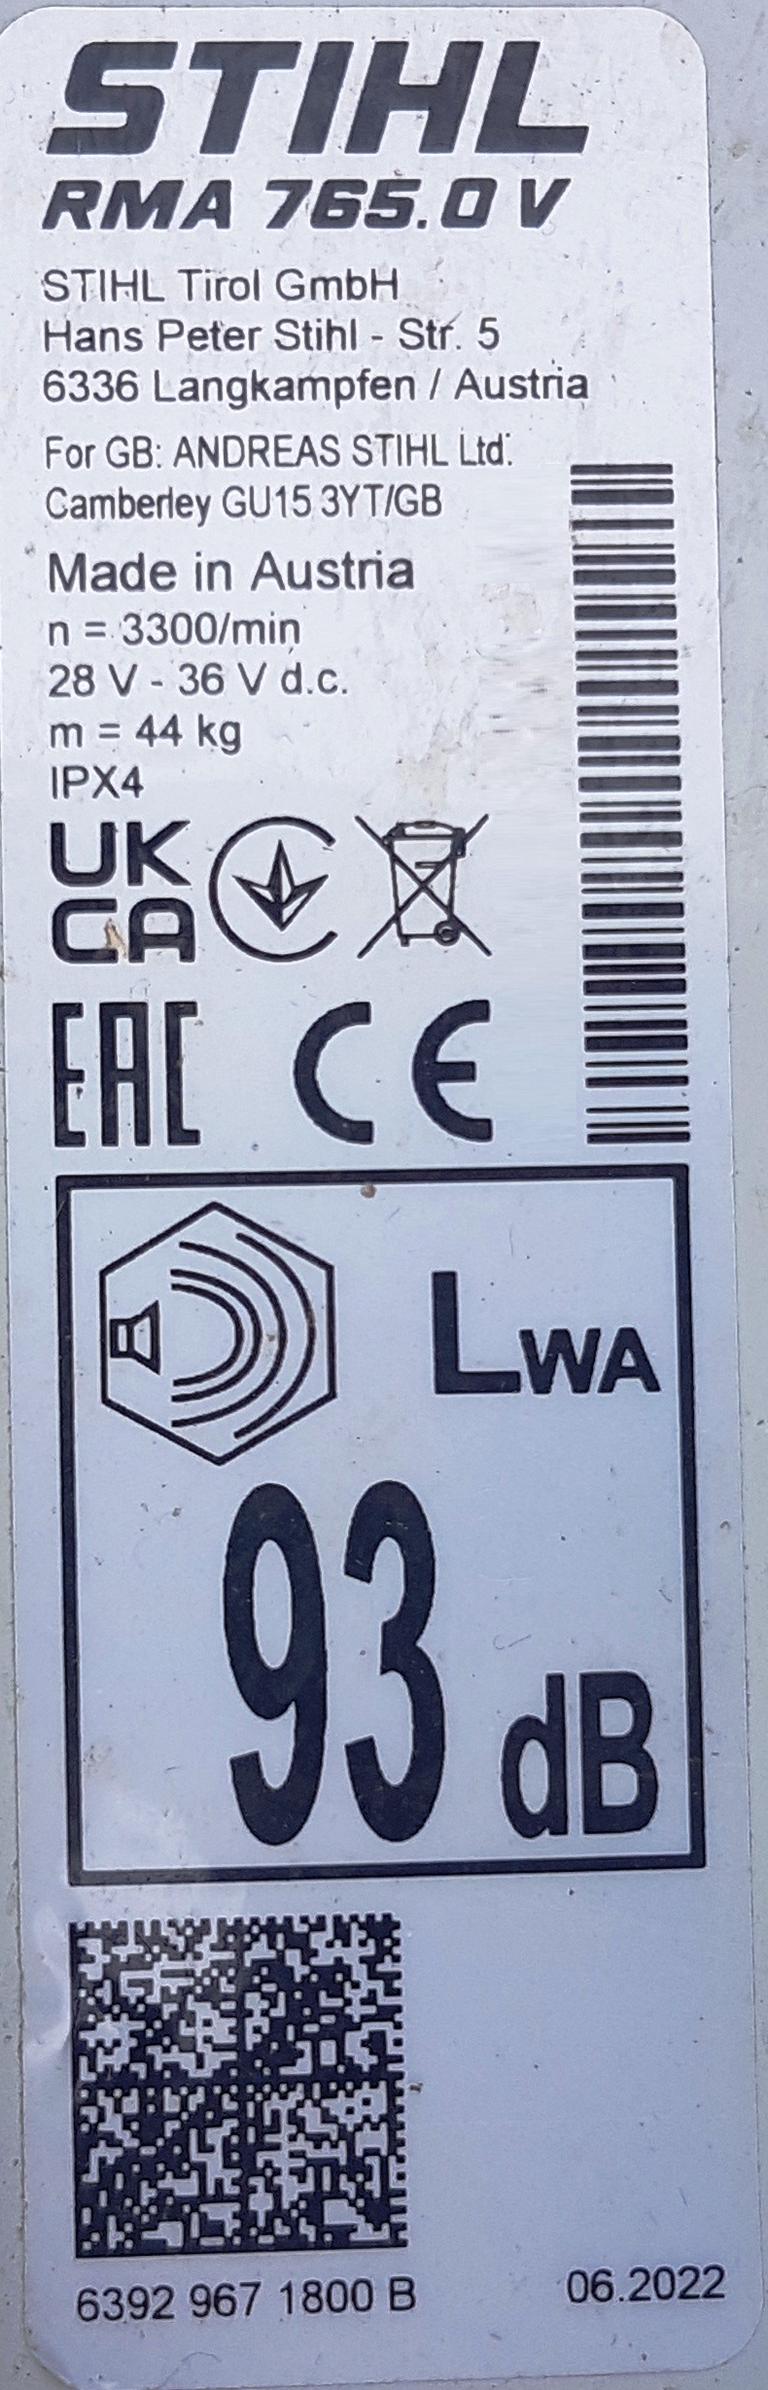 STIHL
RMA 765.0 V
STIHL Tirol GmbH
Hans Peter Stihl - Str. 5
6336 Langkampfen / Austria
For GB: ANDREAS STIHL Ltd.
Camberley GU15 3YT/GB
Made in Austria
n = 3300/min
28 V - 36 V d.c.
m = 44 kg
IPX4
UK
CA
EAC CE
LWA
93 dB
6392 967 1800 B
06.2022